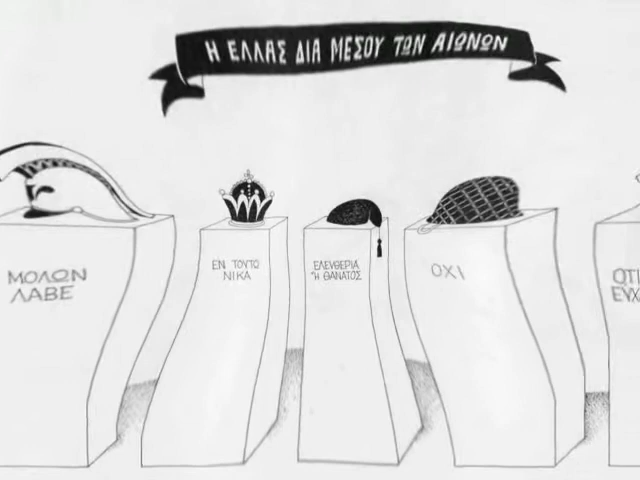 Η ΕΛΛΑΣ ΔΙΑ ΜΕΣΟΥ ΤΩΝ ΑΙΩΝΩΝ
ΜΟΛΩΝ
ΛΑΒΕ
ΕΝ ΤΟΥΤΩ
ΝΙΚΑ
ΕΛΕΥΘΕΡΙΑ
Ή ΘΑΝΑΤΟΣ
ΟΧΙ